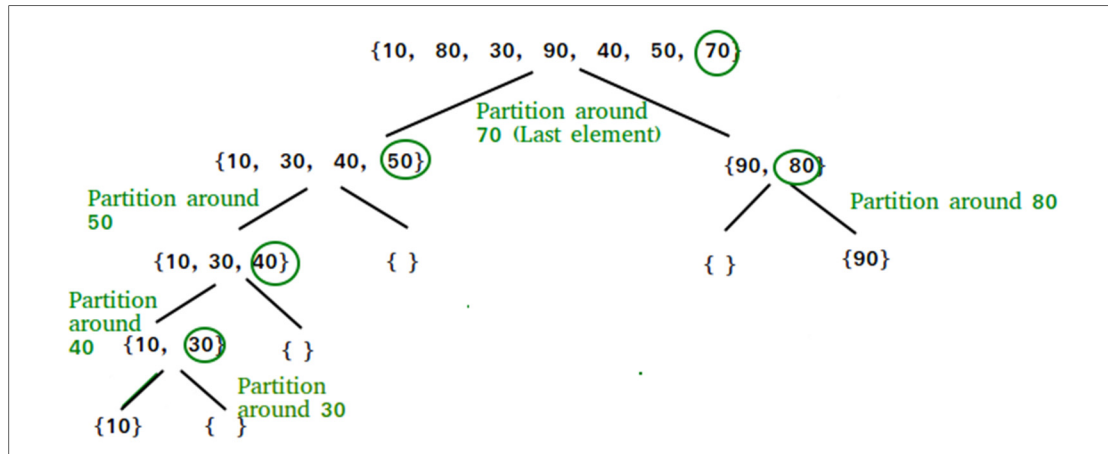 {10, 80, 30, 90, 40, 50, 70}
Partition around
70 (Last element)
{10, 30, 40, 50}
{90, 80}
Partition around
50
Partition around 80
{10, 30, 40}
{ }
{ }
{90}
Partition
around
40
{10, 30}
{ }
Partition
around 30
{10}
{ }